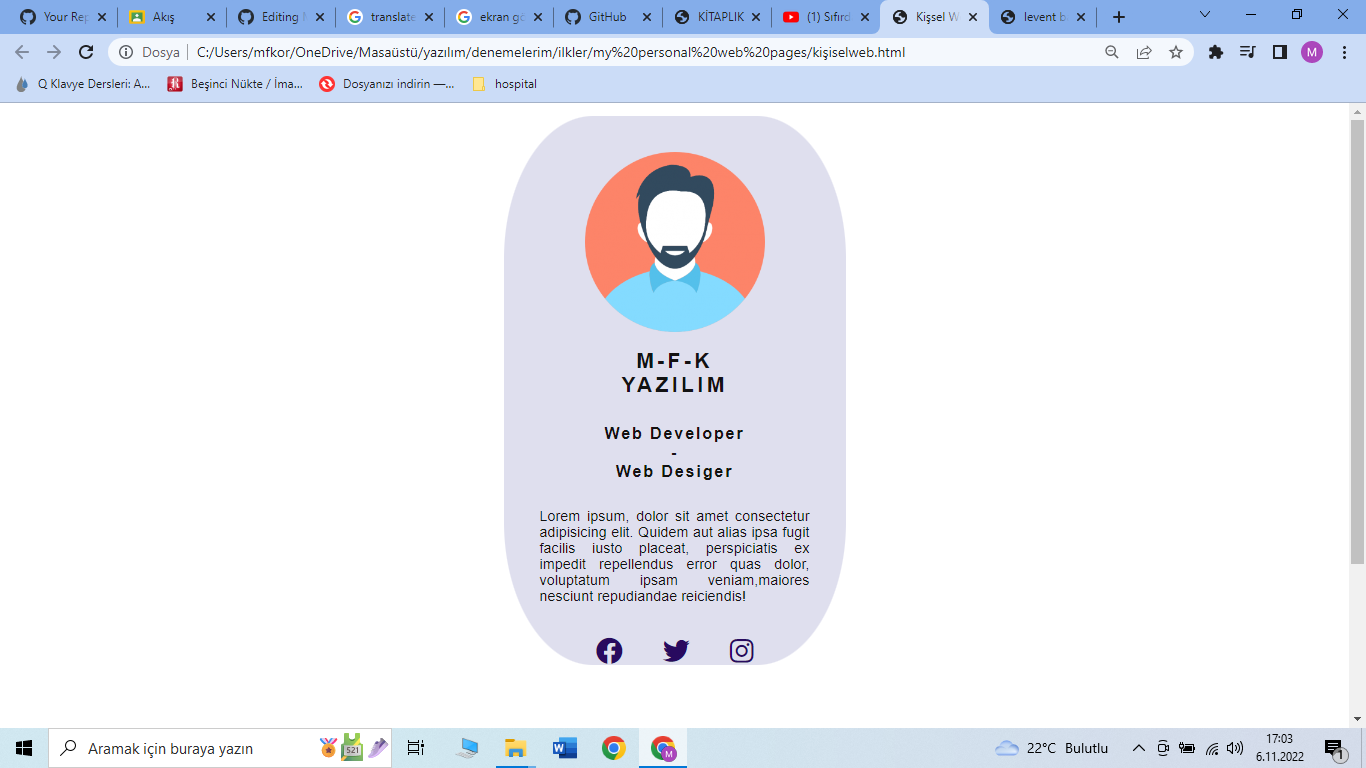 Your Rep
Akış
Editing M
translate
ekran gö
GitHub
KİTAPLIK
(1) Sıfırd
Kişsel W
levent b
Dosya
C:/Users/mfkor/OneDrive/Masaüstü/yazılım/denemelerim/ilkler/my%20personal%20web%20pages/kişiselweb.html
M
Q Klavye Dersleri: A...
Beşinci Nükte / İma...
Dosyanızı indirin —...
hospital
M-F-K
YAZILIM
Web Developer
-
Web Desiger
Lorem ipsum, dolor sit amet consectetur
adipisicing elit. Quidem aut alias ipsa fugit
facilis iusto placeat, perspiciatis ex
impedit repellendus error quas dolor,
voluptatum ipsam veniam,maiores
nesciunt repudiandae reiciendis!
Aramak için buraya yazın
521
M
22°C Bulutlu
17:03
6.11.2022
1